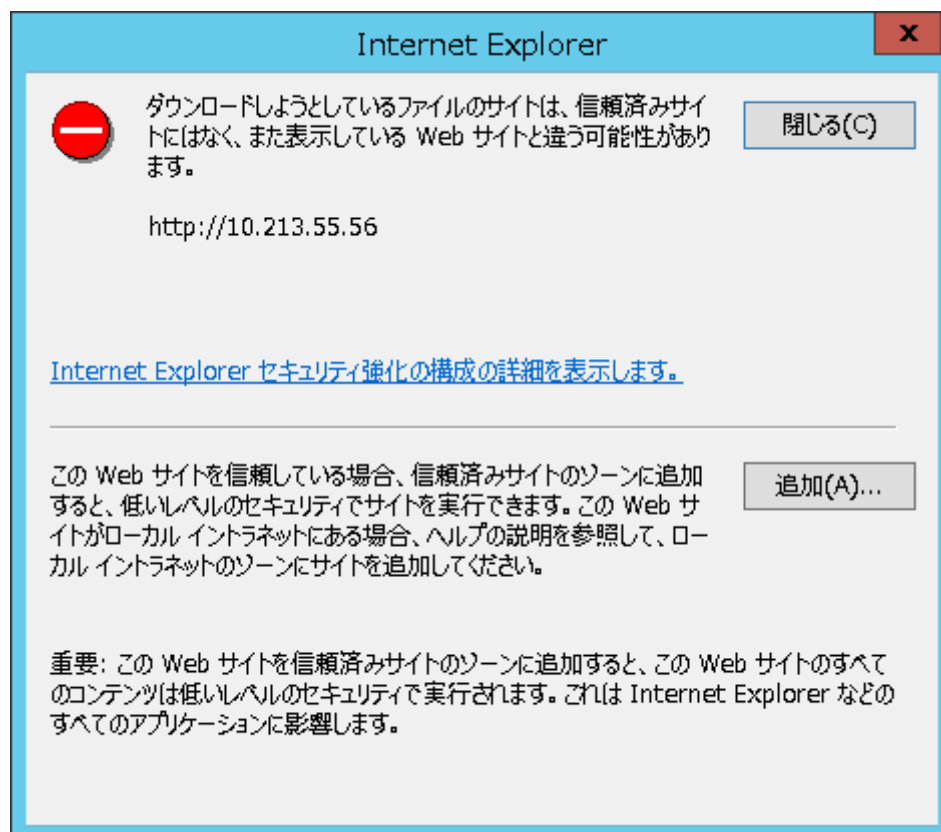 Internet Explorer
x
ダウンロードしようとしているファイルのサイトは、信頼済みサイ
トにはなく、また表示している Web サイトと違う可能性があり
ます。
閉じる(C)
http://10.213.55.56
Internet Explorer セキュリティ強化の構成の詳細を表示します。
この Web サイトを信頼している場合、信頼済みサイトのゾーンに追加
すると、低いレベルのセキュリティでサイトを実行できます。この Web サ
イトがローカル イントラネットにある場合、ヘルプの説明を参照して、ロー
カル イントラネットのゾーンにサイトを追加してください。
追加(A)...
重要: この Web サイトを信頼済みサイトのゾーンに追加すると、この Web サイトのすべて
のコンテンツは低いレベルのセキュリティで実行されます。これは Internet Explorer などの
すべてのアプリケーションに影響します。